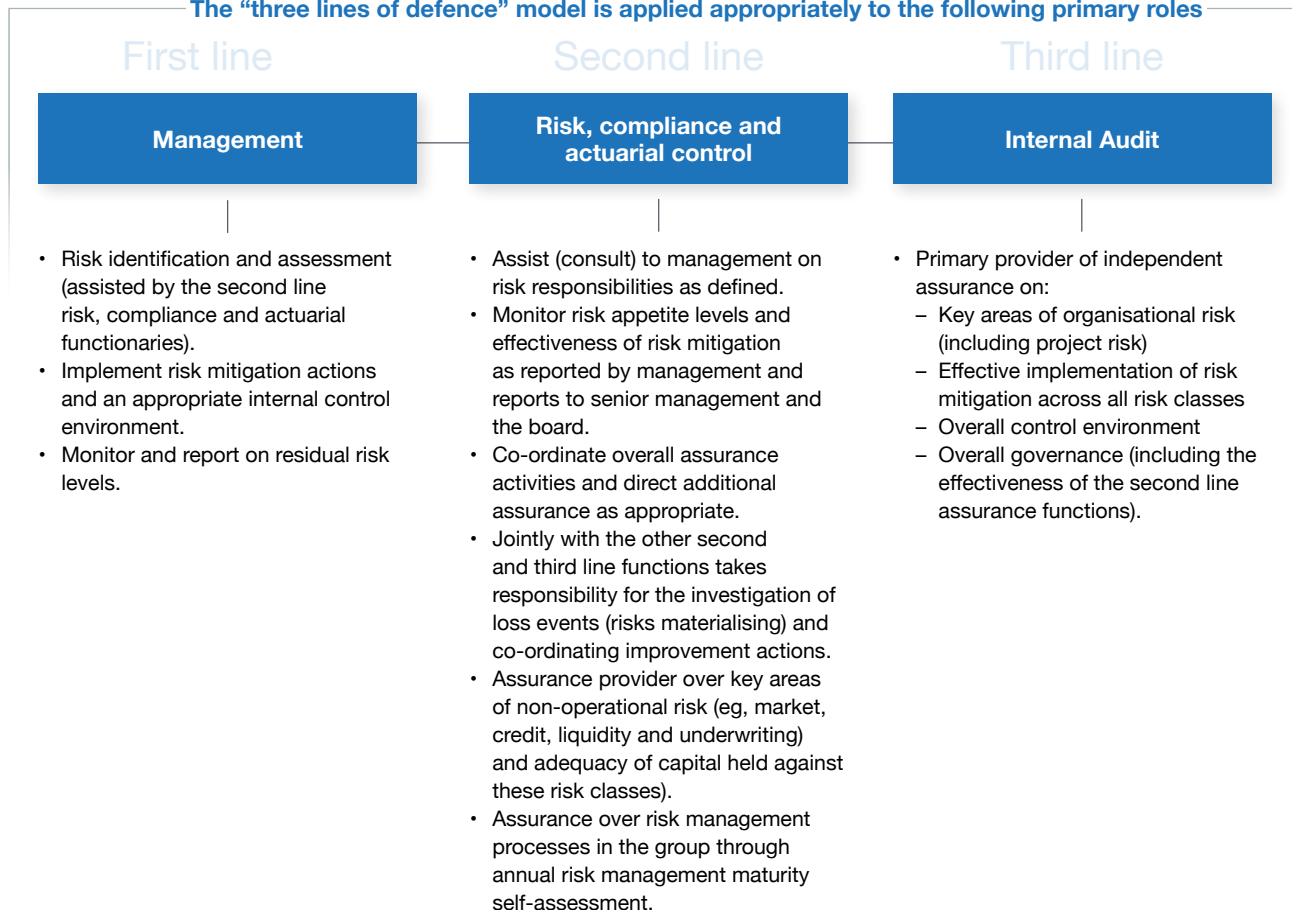 The “three lines of defence” model is applied appropriately to the following primary roles
First line
Management
• Risk identification and assessment
(assisted by the second line
risk, compliance and actuarial
functionaries).
• Implement risk mitigation actions
and an appropriate internal control
environment.
• Monitor and report on residual risk
levels.
Second line
Risk, compliance and
actuarial control
• Assist (consult) to management on
risk responsibilities as defined.
• Monitor risk appetite levels and
effectiveness of risk mitigation
as reported by management and
reports to senior management and
the board.
• Co-ordinate overall assurance
activities and direct additional
assurance as appropriate.
• Jointly with the other second
and third line functions takes
responsibility for the investigation of
loss events (risks materialising) and
co-ordinating improvement actions.
• Assurance provider over key areas
of non-operational risk (eg, market,
credit, liquidity and underwriting)
and adequacy of capital held against
these risk classes).
• Assurance over risk management
processes in the group through
annual risk management maturity
self-assessment.
Third line
Internal Audit
• Primary provider of independent
assurance on:
– Key areas of organisational risk
(including project risk)
– Effective implementation of risk
mitigation across all risk classes
– Overall control environment
– Overall governance (including the
effectiveness of the second line
assurance functions).